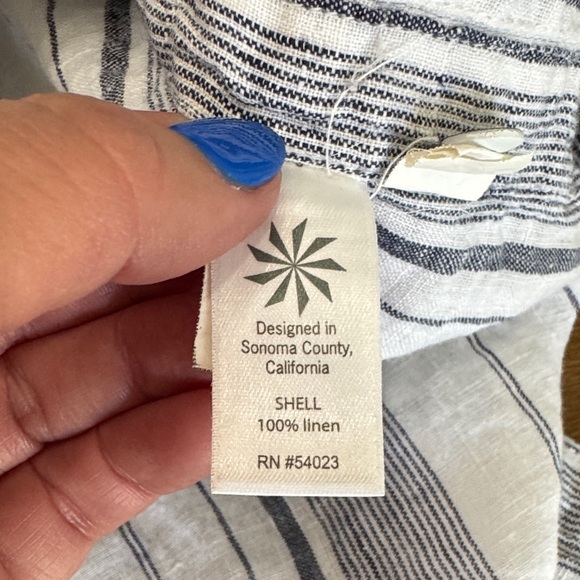 Designed in
Sonoma County,
California
SHELL
100% linen
RN #54023